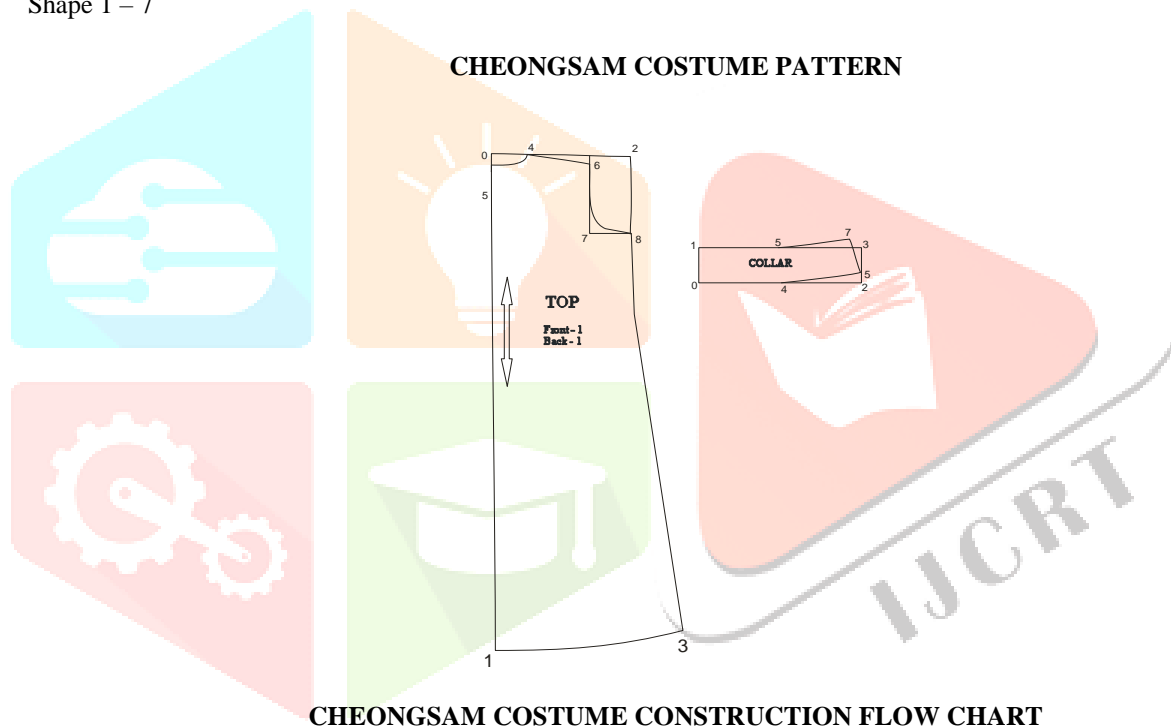 Shape 1 – 7
CHEONGSAM COSTUME PATTERN
0
4
2
6
5
7
8
TOP
Front - 1
Back - 1
1
3
1
5
7
3
COLLAR
5
0
4
2
IJCRT
CHEONGSAM COSTUME CONSTRUCTION FLOW CHART